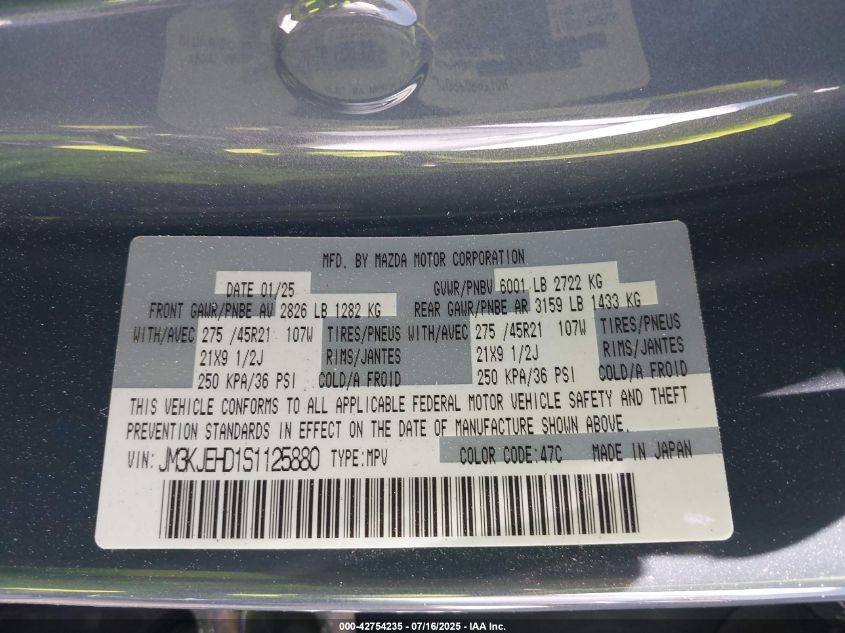 MFD. BY MAZDA MOTOR CORPORATION
DATE 01/25 GVWR/PNBV 6001 LB 2722 KG
FRONT GAWR/PNBE AV 2826 LB 1282 KG REAR GAWR/PNBE AR 3159 LB 1433 KG
WITH/AVEC 275 /45R21 107W TIRES/PNEUS WITH/AVEC 275 /45R21 107W TIRES/PNEUS
21X9 1/2J RIMS/JANTES 21X9 1/2J RIMS/JANTES
250 KPA/36 PSI COLD/A FROID 250 KPA/36 PSI COLD/A FROID
THIS VEHICLE CONFORMS TO ALL APPLICABLE FEDERAL MOTOR VEHICLE SAFETY AND THEFT
PREVENTION STANDARDS IN EFFECT ON THE DATE OF MANUFACTURE SHOWN ABOVE.
VIN: JM3KJEHD1S1125880 TYPE:MPV COLOR CODE:47C MADE IN JAPAN
000-42754235 - 07/16/2025 - IAA Inc.